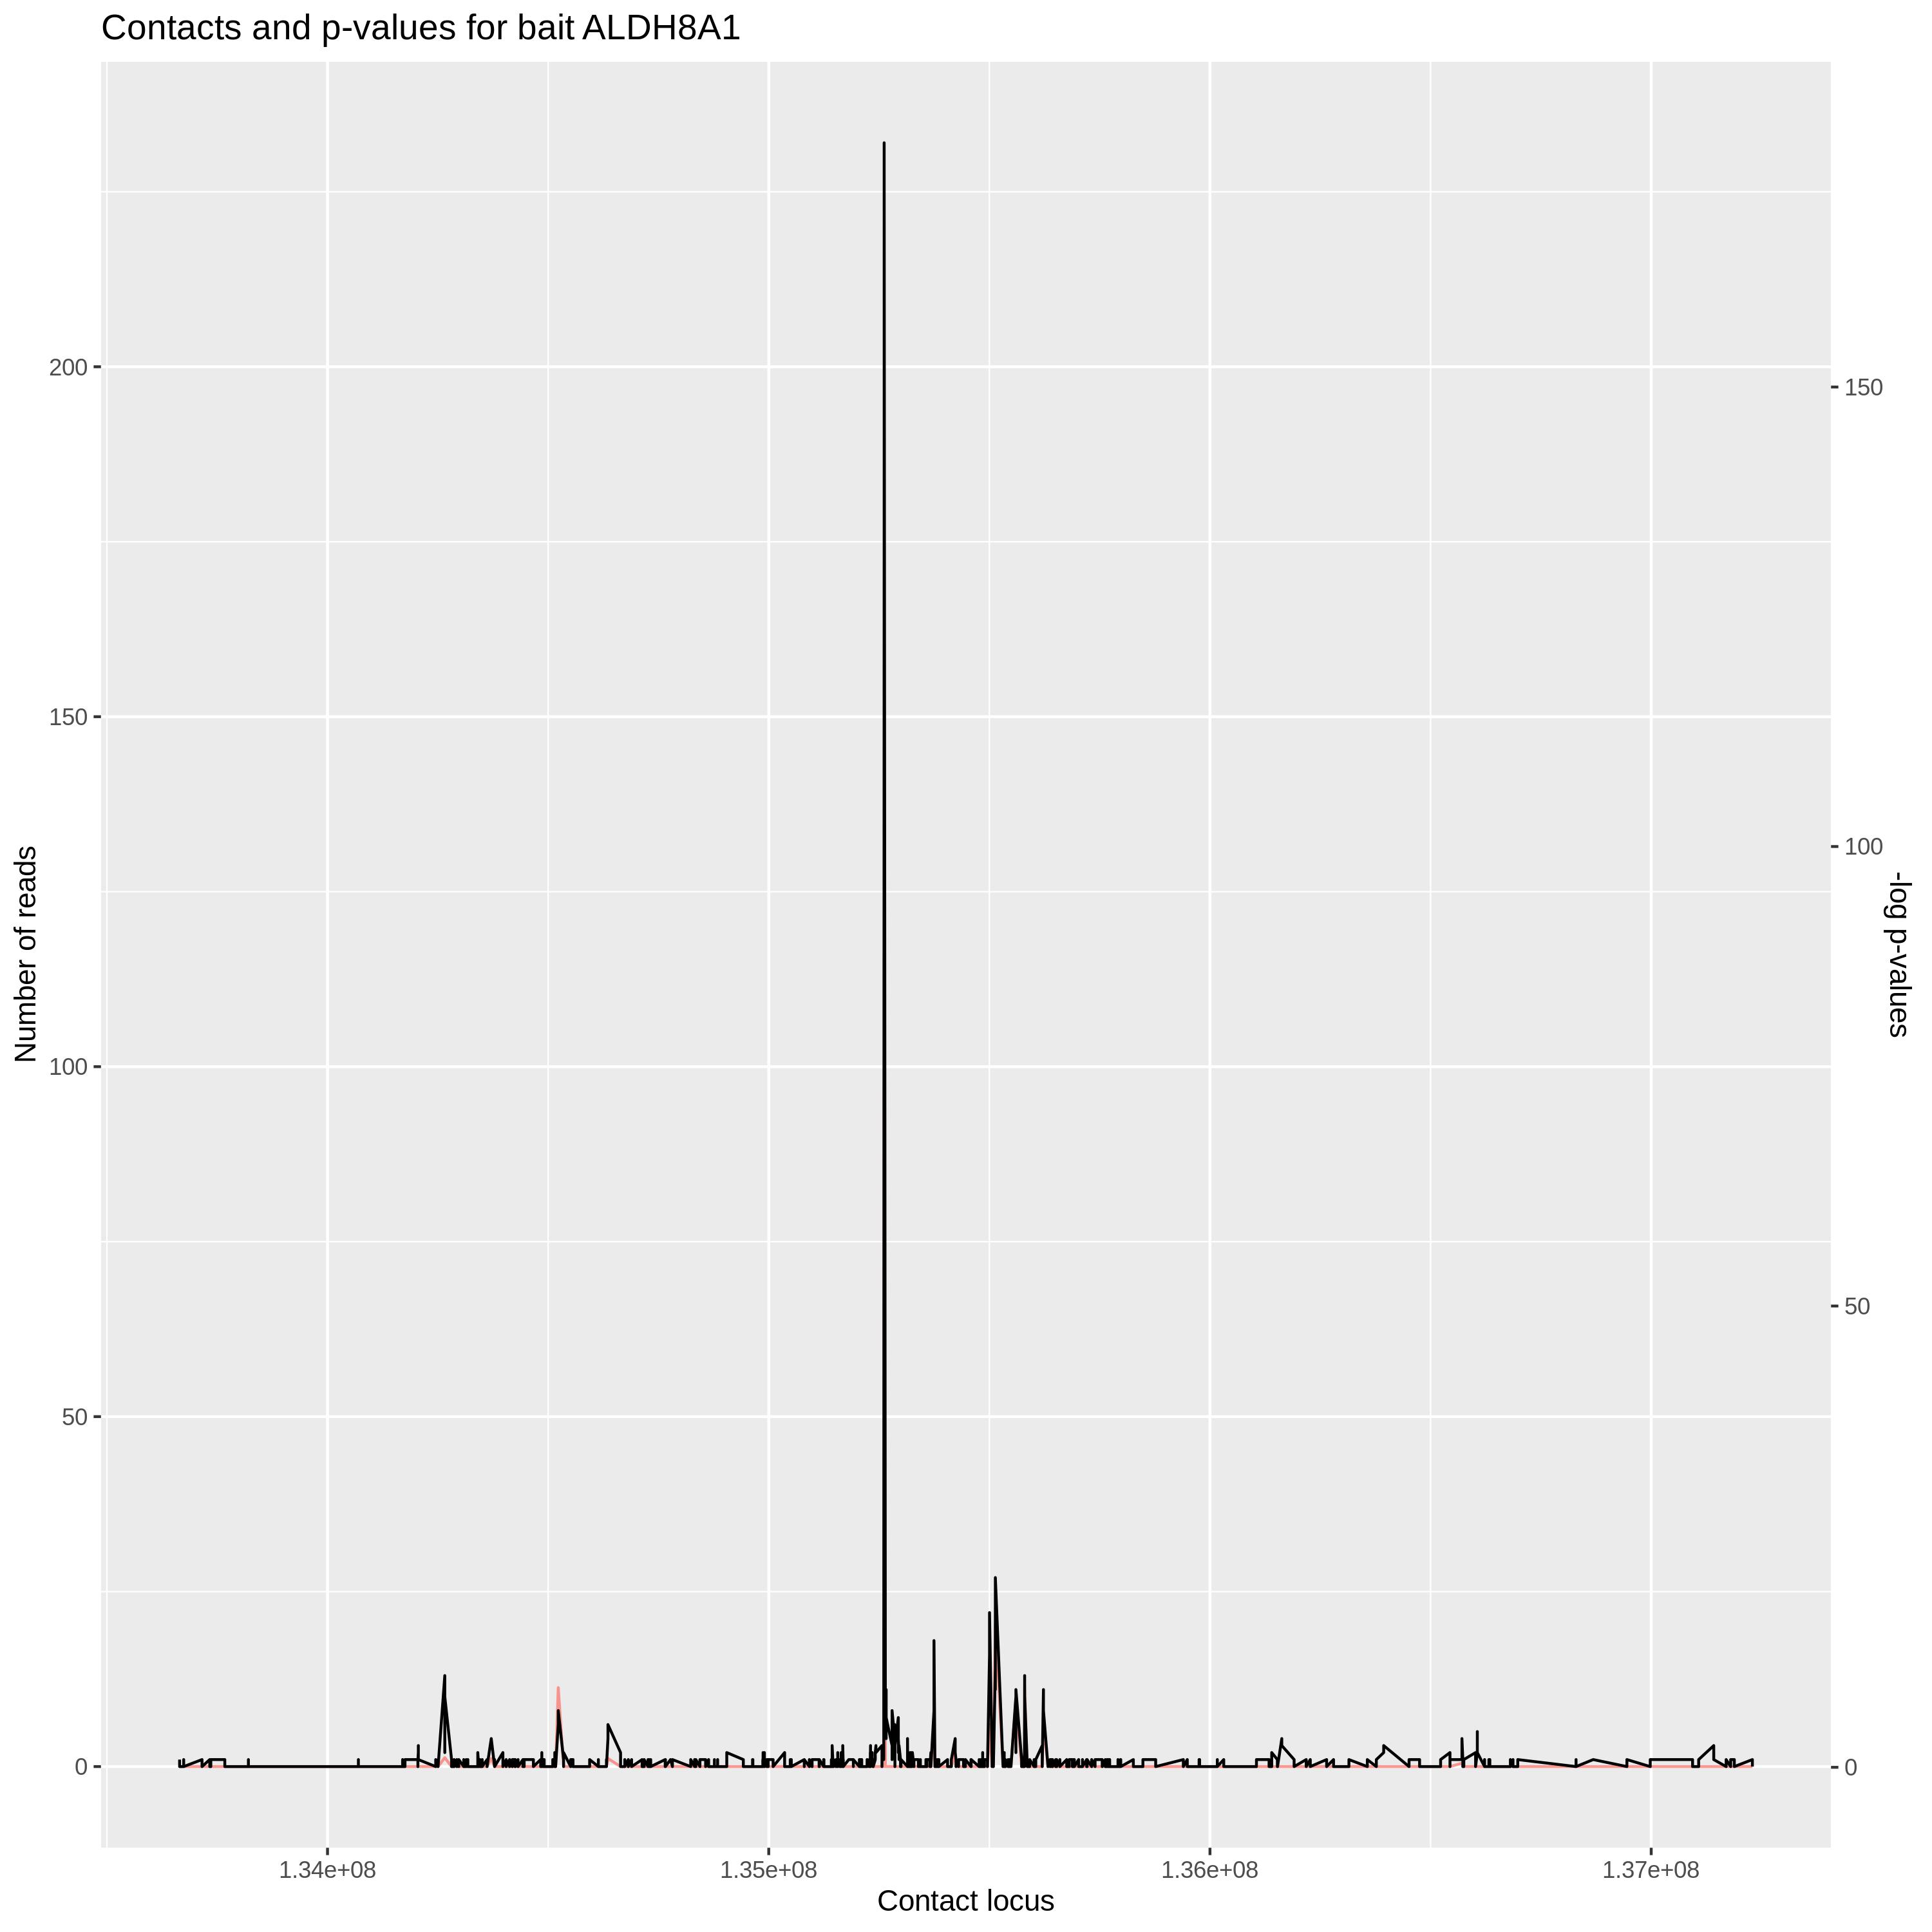 Contacts and p-values for bait ALDH8A1
200
150
100
50
0
Number of reads
150
100
50
0
-log p-values
1.34e+08
1.35e+08
1.36e+08
1.37e+08
Contact locus